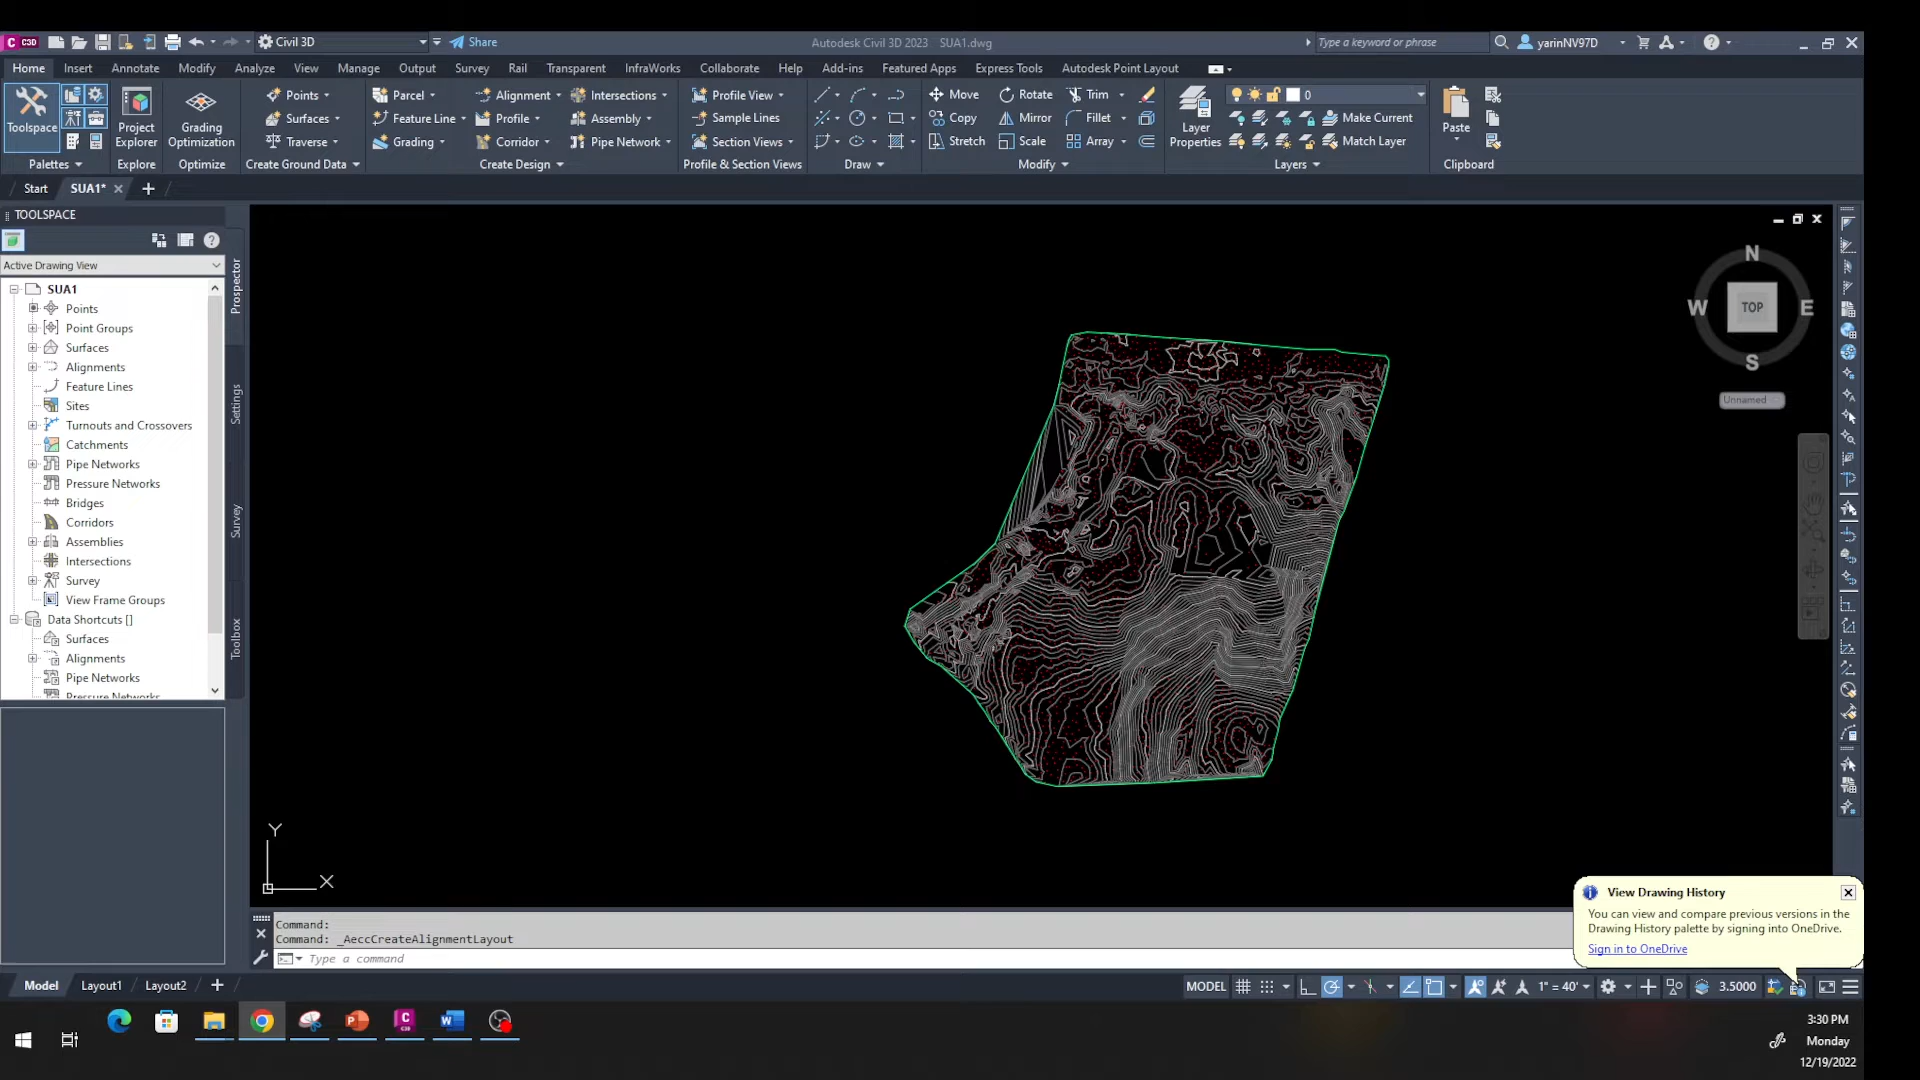 C3D Civil 3D Share Autodesk Civil 3D 2023 SUA1.dwg Type a keyword or phrase yarinNV97D
Home Insert Annotate Modify Analyze View Manage Output Survey Rail Transparent InfraWorks Collaborate Help Add-ins Featured Apps Express Tools Autodesk Point Layout
Toolspace
Palettes
Project Explorer
Explore
Grading Optimization
Optimize
Points
Surfaces
Traverse
Create Ground Data
Parcel
Feature Line
Grading
Alignment
Profile
Corridor
Intersections
Assembly
Pipe Network
Create Design
Profile View
Sample Lines
Section Views
Profile & Section Views
Draw
Move Rotate Trim
Copy Mirror Fillet
Stretch Scale Array
Modify
Layer Properties
0
Make Current
Match Layer
Layers
Paste
Clipboard
Start SUA1*
TOOLSPACE
Active Drawing View
SUA1
Points
Point Groups
Surfaces
Alignments
Feature Lines
Sites
Turnouts and Crossovers
Catchments
Pipe Networks
Pressure Networks
Bridges
Corridors
Assemblies
Intersections
Survey
View Frame Groups
Data Shortcuts []
Surfaces
Alignments
Pipe Networks
Pressure Networks
Prospector
Settings
Survey
Toolbox
N
W TOP E
S
Unnamed
Y
X
Command:
Command: _AeccCreateAlignmentLayout
Type a command
View Drawing History
You can view and compare previous versions in the
Drawing History palette by signing into OneDrive.
Sign in to OneDrive
Model Layout1 Layout2
MODEL 1" = 40' 3.5000
3:30 PM
Monday
12/19/2022